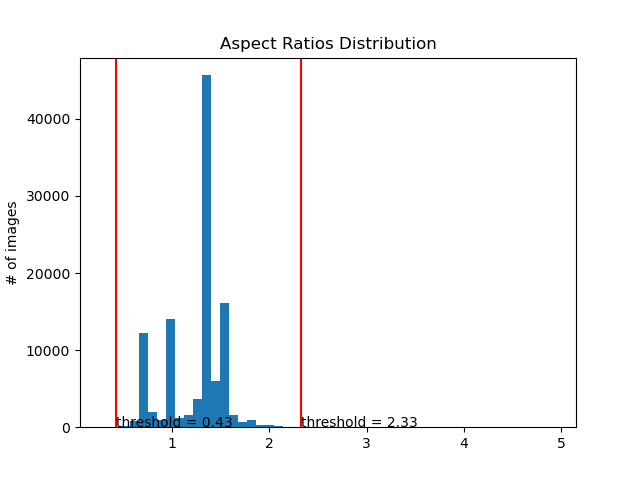 Aspect Ratios Distribution
# of images
40000
30000
20000
10000
0
threshold = 0.43
threshold = 2.33
1
2
3
4
5